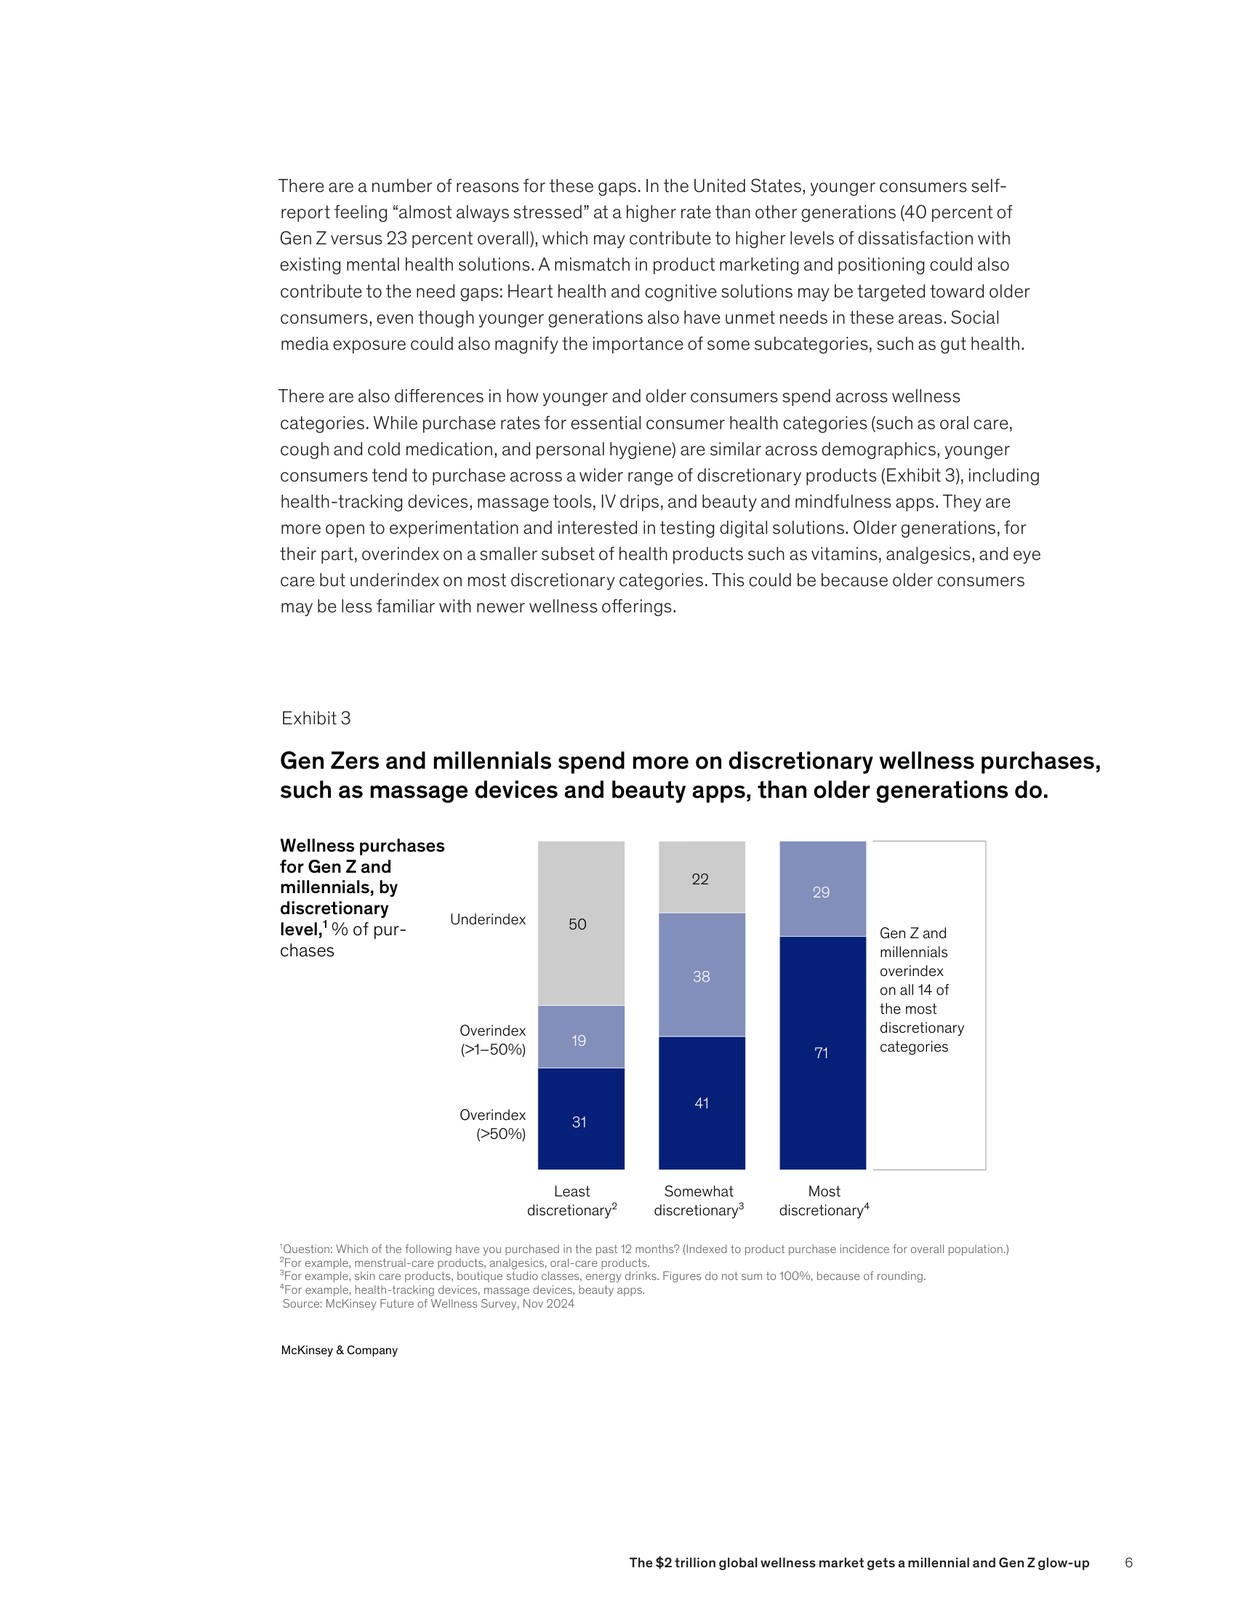 There are a number of reasons for these gaps. In the United States, younger consumers self-
report feeling “almost always stressed” at a higher rate than other generations (40 percent of
Gen Z versus 23 percent overall), which may contribute to higher levels of dissatisfaction with
existing mental health solutions. A mismatch in product marketing and positioning could also
contribute to the need gaps: Heart health and cognitive solutions may be targeted toward older
consumers, even though younger generations also have unmet needs in these areas. Social
media exposure could also magnify the importance of some subcategories, such as gut health.
There are also differences in how younger and older consumers spend across wellness
categories. While purchase rates for essential consumer health categories (such as oral care,
cough and cold medication, and personal hygiene) are similar across demographics, younger
consumers tend to purchase across a wider range of discretionary products (Exhibit 3), including
health-tracking devices, massage tools, IV drips, and beauty and mindfulness apps. They are
more open to experimentation and interested in testing digital solutions. Older generations, for
their part, overindex on a smaller subset of health products such as vitamins, analgesics, and eye
care but underindex on most discretionary categories. This could be because older consumers
may be less familiar with newer wellness offerings.
Exhibit 3
Gen Zers and millennials spend more on discretionary wellness purchases,
such as massage devices and beauty apps, than older generations do.
Wellness purchases
for Gen Z and
millennials, by
discretionary
level,¹ % of pur-
chases
Underindex
Overindex
(>1–50%)
Overindex
(>50%)
50
19
31
22
38
41
29
71
Gen Z and
millennials
overindex
on all 14 of
the most
discretionary
categories
Least
discretionary²
Somewhat
discretionary³
Most
discretionary⁴
¹Question: Which of the following have you purchased in the past 12 months? (Indexed to product purchase incidence for overall population.)
²For example, menstrual-care products, analgesics, oral-care products.
³For example, skin care products, boutique studio classes, energy drinks. Figures do not sum to 100%, because of rounding.
⁴For example, health-tracking devices, massage devices, beauty apps.
Source: McKinsey Future of Wellness Survey, Nov 2024
McKinsey & Company
The $2 trillion global wellness market gets a millennial and Gen Z glow-up 6